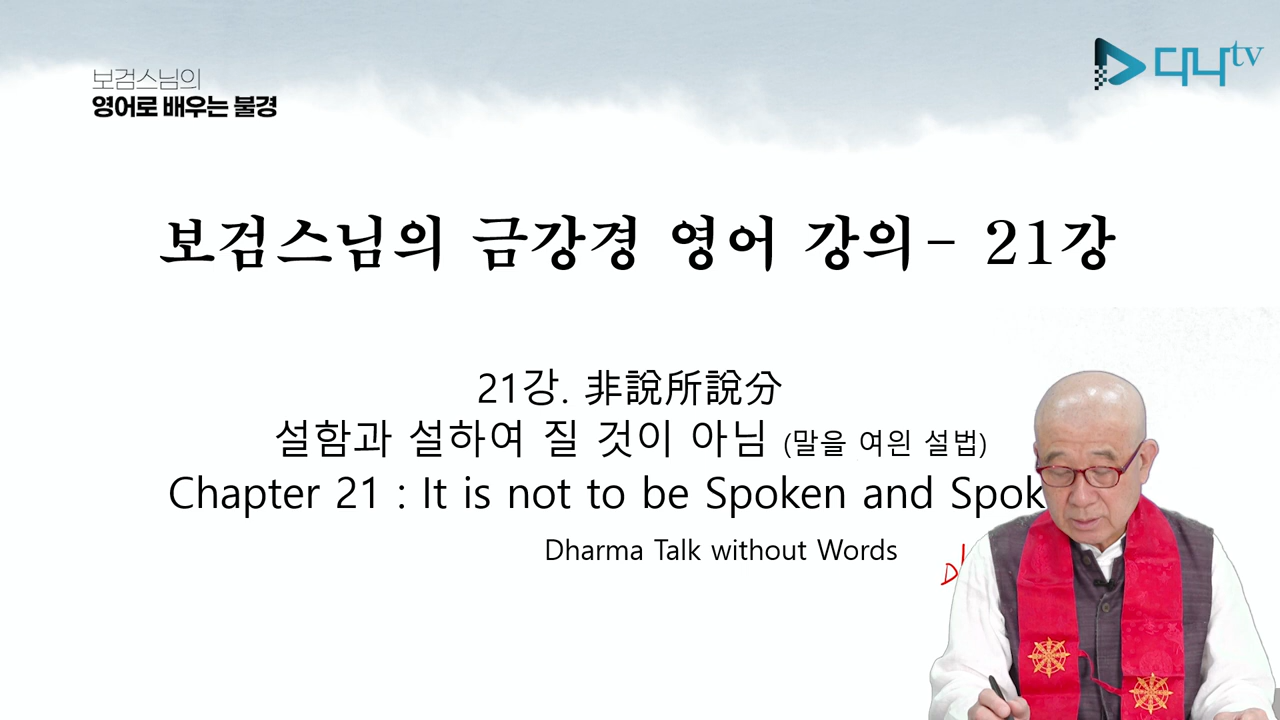 보검스님의
영어로 배우는 불경
다나tv
보검스님의 금강경 영어 강의- 21강
21강. 非說所說分
설함과 설하여 질 것이 아님 (말을 여읜 설법)
Chapter 21 : It is not to be Spoken and Spok
Dharma Talk without Words